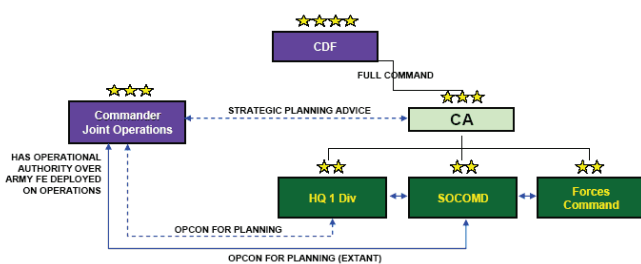 CDF
FULL COMMAND
Commander
Joint Operations
STRATEGIC PLANNING ADVICE
CA
HAS OPERATIONAL
AUTHORITY OVER
ARMY FE DEPLOYED
ON OPERATIONS
HQ 1 Div
SOCOMD
Forces
Command
OPCON FOR PLANNING
OPCON FOR PLANNING (EXTANT)